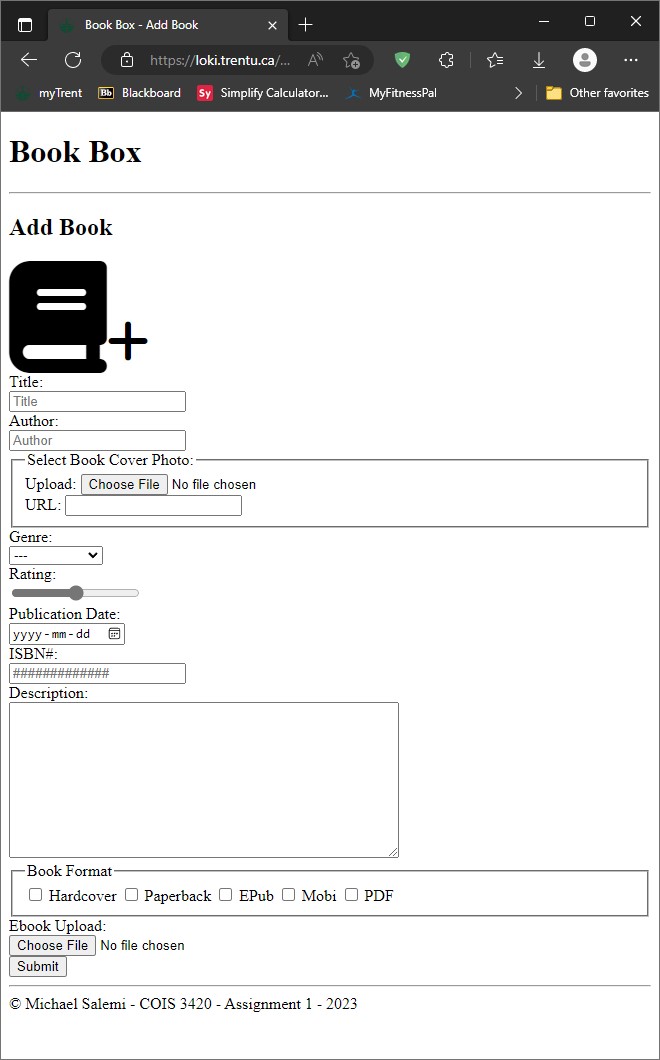 Book Box - Add Book
https://loki.trentu.ca/...
myTrent Blackboard Simplify Calculator... MyFitnessPal Other favorites
Bb Sy
Book Box
Add Book
Title:
Title
Author:
Author
Select Book Cover Photo:
Upload: Choose File No file chosen
URL:
Genre:
---
Rating:
Publication Date:
yyyy-mm-dd
ISBN#:
#############
Description:
Book Format
Hardcover Paperback EPub Mobi PDF
Ebook Upload:
Choose File No file chosen
Submit
© Michael Salemi - COIS 3420 - Assignment 1 - 2023